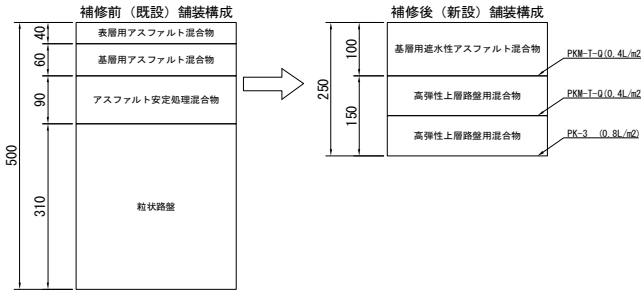 補修前（既設）舗装構成
40
表層用アスファルト混合物
60
基層用アスファルト混合物
90
アスファルト安定処理混合物
500
310
粒状路盤
補修後（新設）舗装構成
100
基層用遮水性アスファルト混合物
PKM-T-Q(0.4L/m2
250
150
高弾性上層路盤用混合物
PKM-T-Q(0.4L/m2
高弾性上層路盤用混合物
PK-3 (0.8L/m2)